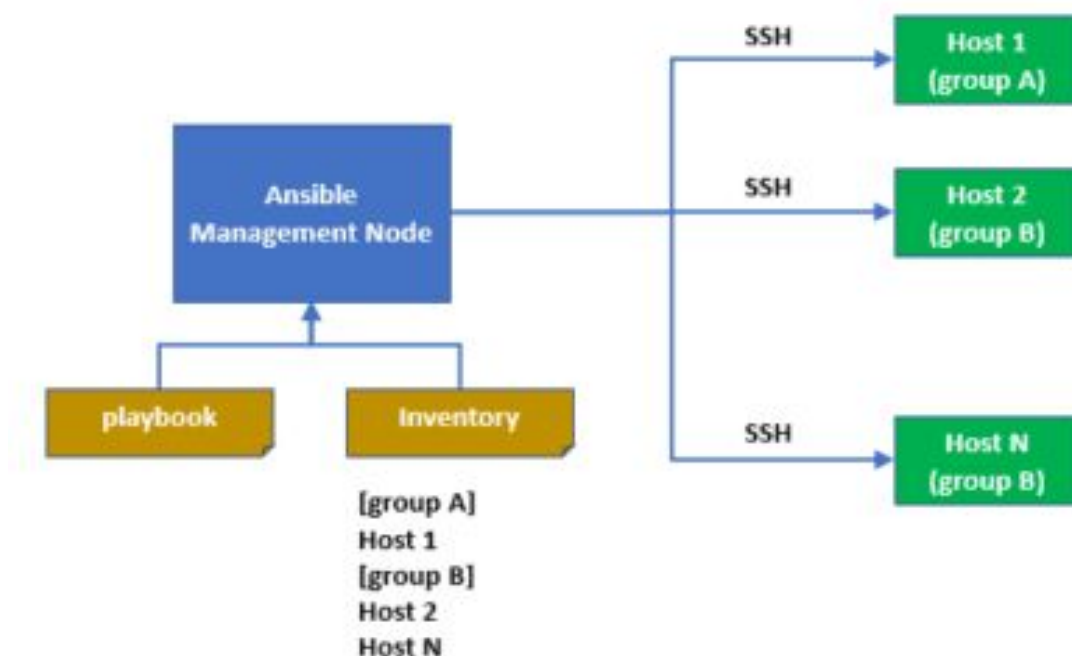 SSH
Host 1
(group A)
Ansible
Management Node
SSH
Host 2
(group B)
playbook
Inventory
SSH
Host N
(group B)
[group A]
Host 1
[group B]
Host 2
Host N